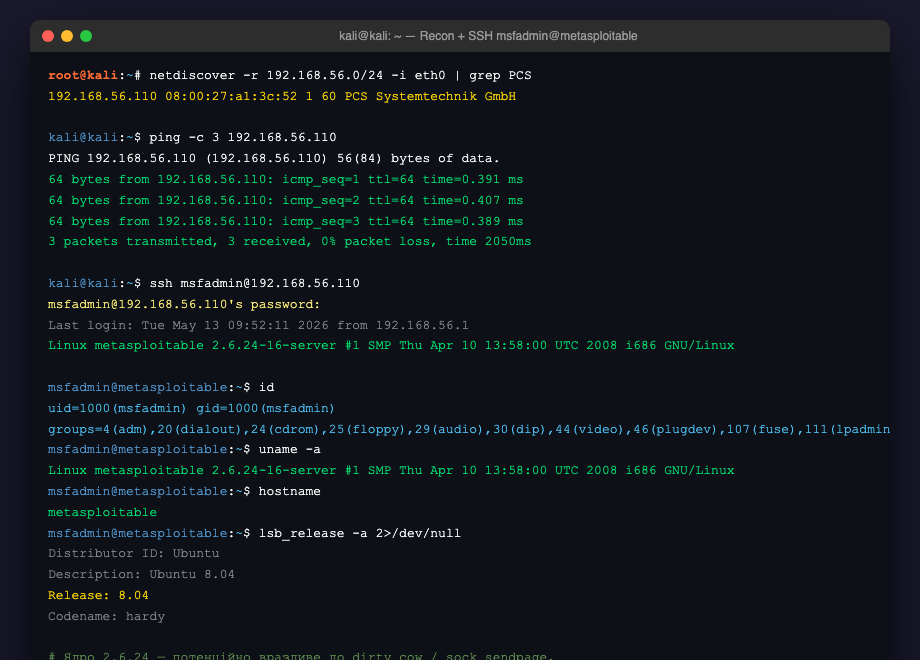 kali@kali: ~ — Recon + SSH msfadmin@metasploitable
root@kali:~# netdiscover -r 192.168.56.0/24 -i eth0 | grep PCS
192.168.56.110 08:00:27:a1:3c:52 1 60 PCS Systemtechnik GmbH
kali@kali:~$ ping -c 3 192.168.56.110
PING 192.168.56.110 (192.168.56.110) 56(84) bytes of data.
64 bytes from 192.168.56.110: icmp_seq=1 ttl=64 time=0.391 ms
64 bytes from 192.168.56.110: icmp_seq=2 ttl=64 time=0.407 ms
64 bytes from 192.168.56.110: icmp_seq=3 ttl=64 time=0.389 ms
3 packets transmitted, 3 received, 0% packet loss, time 2050ms
kali@kali:~$ ssh msfadmin@192.168.56.110
msfadmin@192.168.56.110's password:
Last login: Tue May 13 09:52:11 2026 from 192.168.56.1
Linux metasploitable 2.6.24-16-server #1 SMP Thu Apr 10 13:58:00 UTC 2008 i686 GNU/Linux
msfadmin@metasploitable:~$ id
uid=1000(msfadmin) gid=1000(msfadmin)
groups=4(adm),20(dialout),24(cdrom),25(floppy),29(audio),30(dip),44(video),46(plugdev),107(fuse),111(lpadmin
msfadmin@metasploitable:~$ uname -a
Linux metasploitable 2.6.24-16-server #1 SMP Thu Apr 10 13:58:00 UTC 2008 i686 GNU/Linux
msfadmin@metasploitable:~$ hostname
metasploitable
msfadmin@metasploitable:~$ lsb_release -a 2>/dev/null
Distributor ID: Ubuntu
Description: Ubuntu 8.04
Release: 8.04
Codename: hardy
# Ядро 2.6.24 — потенційно вразливе до dirty cow / sock_sendpage.